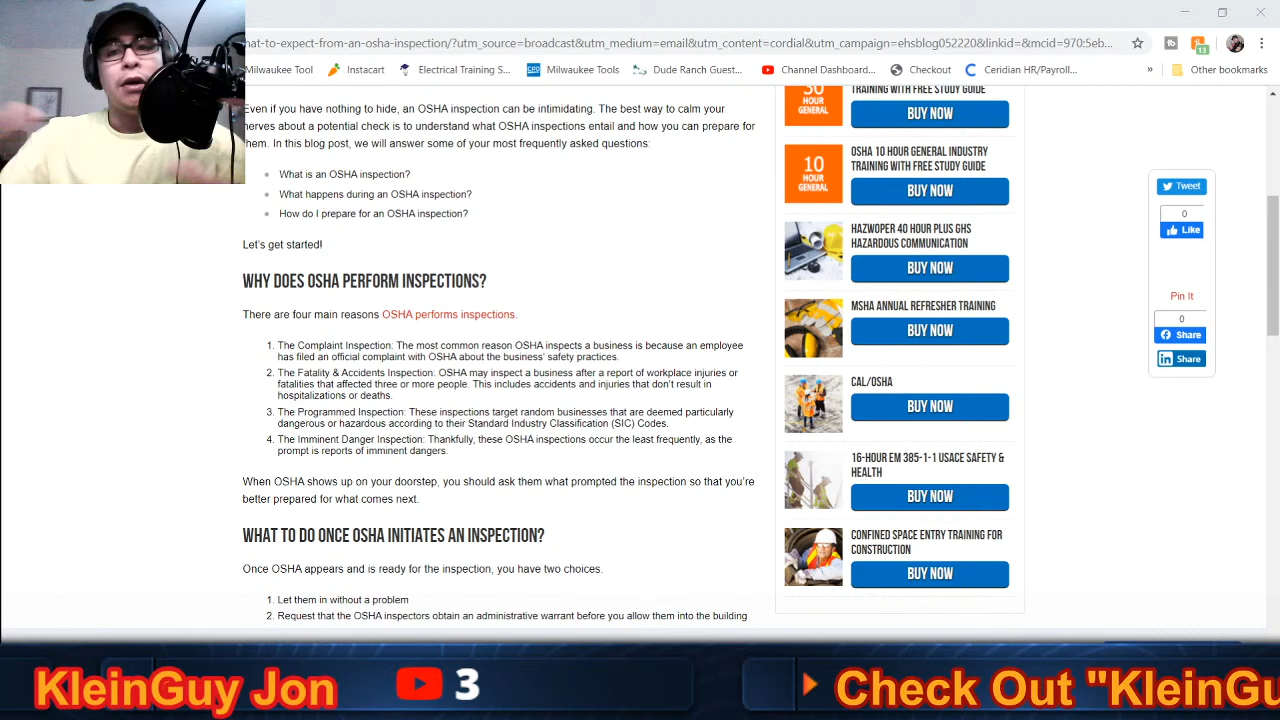 hat-to-expect-from-an-osha-inspection/?utm_source=broadcast&utm_medium=email&utm_content=cordial&utm_campaign=ehsblog052220&linkid=&mcid=970:5eb...
13
Milwaukee Tool
Instacart
Electrical Training S...
CPO
Milwaukee Tools
Dude Ranch Guest...
Channel Dashboard...
Checkout
Ceridian HR/Payroll...
»
Other bookmarks
Even if you have nothing to hide, an OSHA inspection can be intimidating. The best way to calm your
nerves about a potential check is to understand what OSHA inspections entail and how you can prepare for
them. In this blog post, we will answer some of your most frequently asked questions:
What is an OSHA inspection?
What happens during an OSHA inspection?
How do I prepare for an OSHA inspection?
Let's get started!
WHY DOES OSHA PERFORM INSPECTIONS?
There are four main reasons OSHA performs inspections.
1. The Complaint Inspection: The most common reason OSHA inspects a business is because an employee
has filed an official complaint with OSHA about the business' safety practices.
2. The Fatality & Accidents Inspection: OSHA may inspect a business after a report of workplace injuries or
fatalities that affected three or more people. This includes accidents and injuries that don't result in
hospitalizations or deaths.
3. The Programmed Inspection: These inspections target random businesses that are deemed particularly
dangerous or hazardous according to their Standard Industry Classification (SIC) Codes.
4. The Imminent Danger Inspection: Thankfully, these OSHA inspections occur the least frequently, as the
prompt is reports of imminent dangers.
When OSHA shows up on your doorstep, you should ask them what prompted the inspection so that you're
better prepared for what comes next.
WHAT TO DO ONCE OSHA INITIATES AN INSPECTION?
Once OSHA appears and is ready for the inspection, you have two choices.
1. Let them in without a problem
2. Request that the OSHA inspectors obtain an administrative warrant before you allow them into the building
30
HOUR
GENERAL
TRAINING WITH FREE STUDY GUIDE
BUY NOW
10
HOUR
GENERAL
OSHA 10 HOUR GENERAL INDUSTRY
TRAINING WITH FREE STUDY GUIDE
BUY NOW
HAZWOPER 40 HOUR PLUS GHS
HAZARDOUS COMMUNICATION
BUY NOW
MSHA ANNUAL REFRESHER TRAINING
BUY NOW
CAL/OSHA
BUY NOW
16-HOUR EM 385-1-1 USACE SAFETY &
HEALTH
BUY NOW
CONFINED SPACE ENTRY TRAINING FOR
CONSTRUCTION
BUY NOW
Tweet
0
Like
Pin It
0
Share
in Share
KleinGuy Jon
3
Check Out "KleinGu